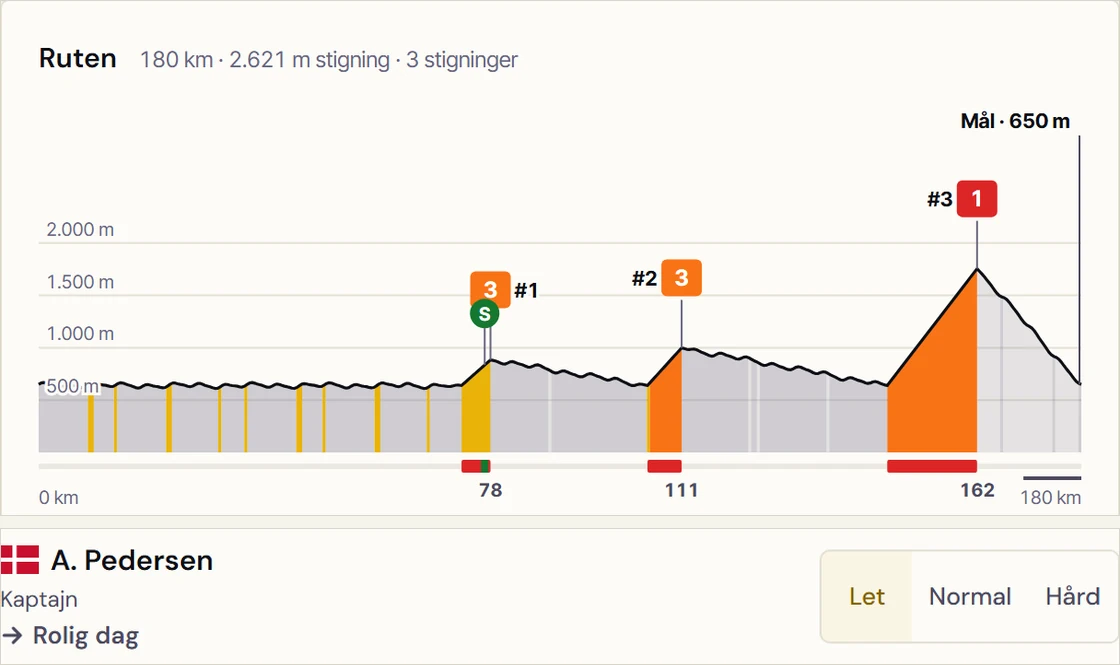 Ruten 180 km · 2.621 m stigning · 3 stigninger
Mål · 650 m
#3 1
2.000 m
#2 3
3 #1
1.500 m
S
1.000 m
500 m
78 111 162
0 km 180 km
A. Pedersen
Kaptajn
→ Rolig dag
Let Normal Hård